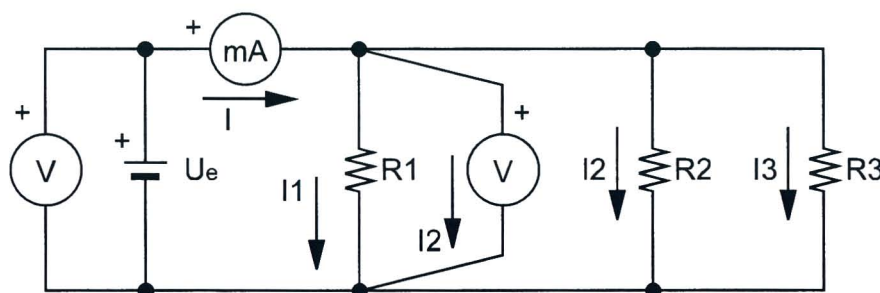 +
mA
+
+
+
I
V
Ue
R1
V
I2
R2
I3
R3
I1
I2